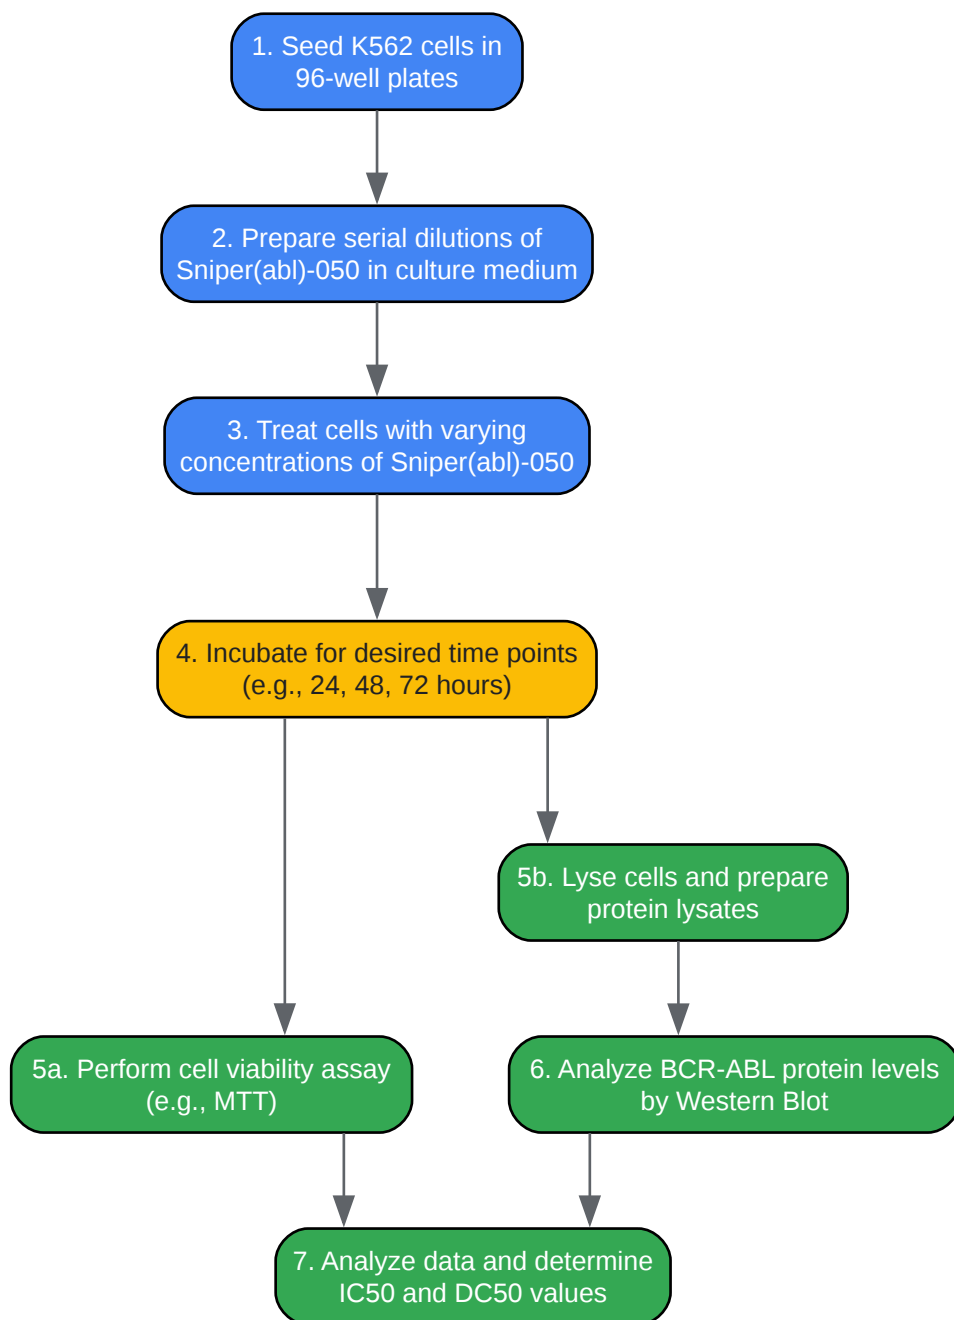 1. Seed K562 cells in
96-well plates
2. Prepare serial dilutions of
Sniper(abl)-050 in culture medium
3. Treat cells with varying
concentrations of Sniper(abl)-050
4. Incubate for desired time points
(e.g., 24, 48, 72 hours)
5b. Lyse cells and prepare
protein lysates
5a. Perform cell viability assay
(e.g., MTT)
6. Analyze BCR-ABL protein levels
by Western Blot
7. Analyze data and determine
IC50 and DC50 values